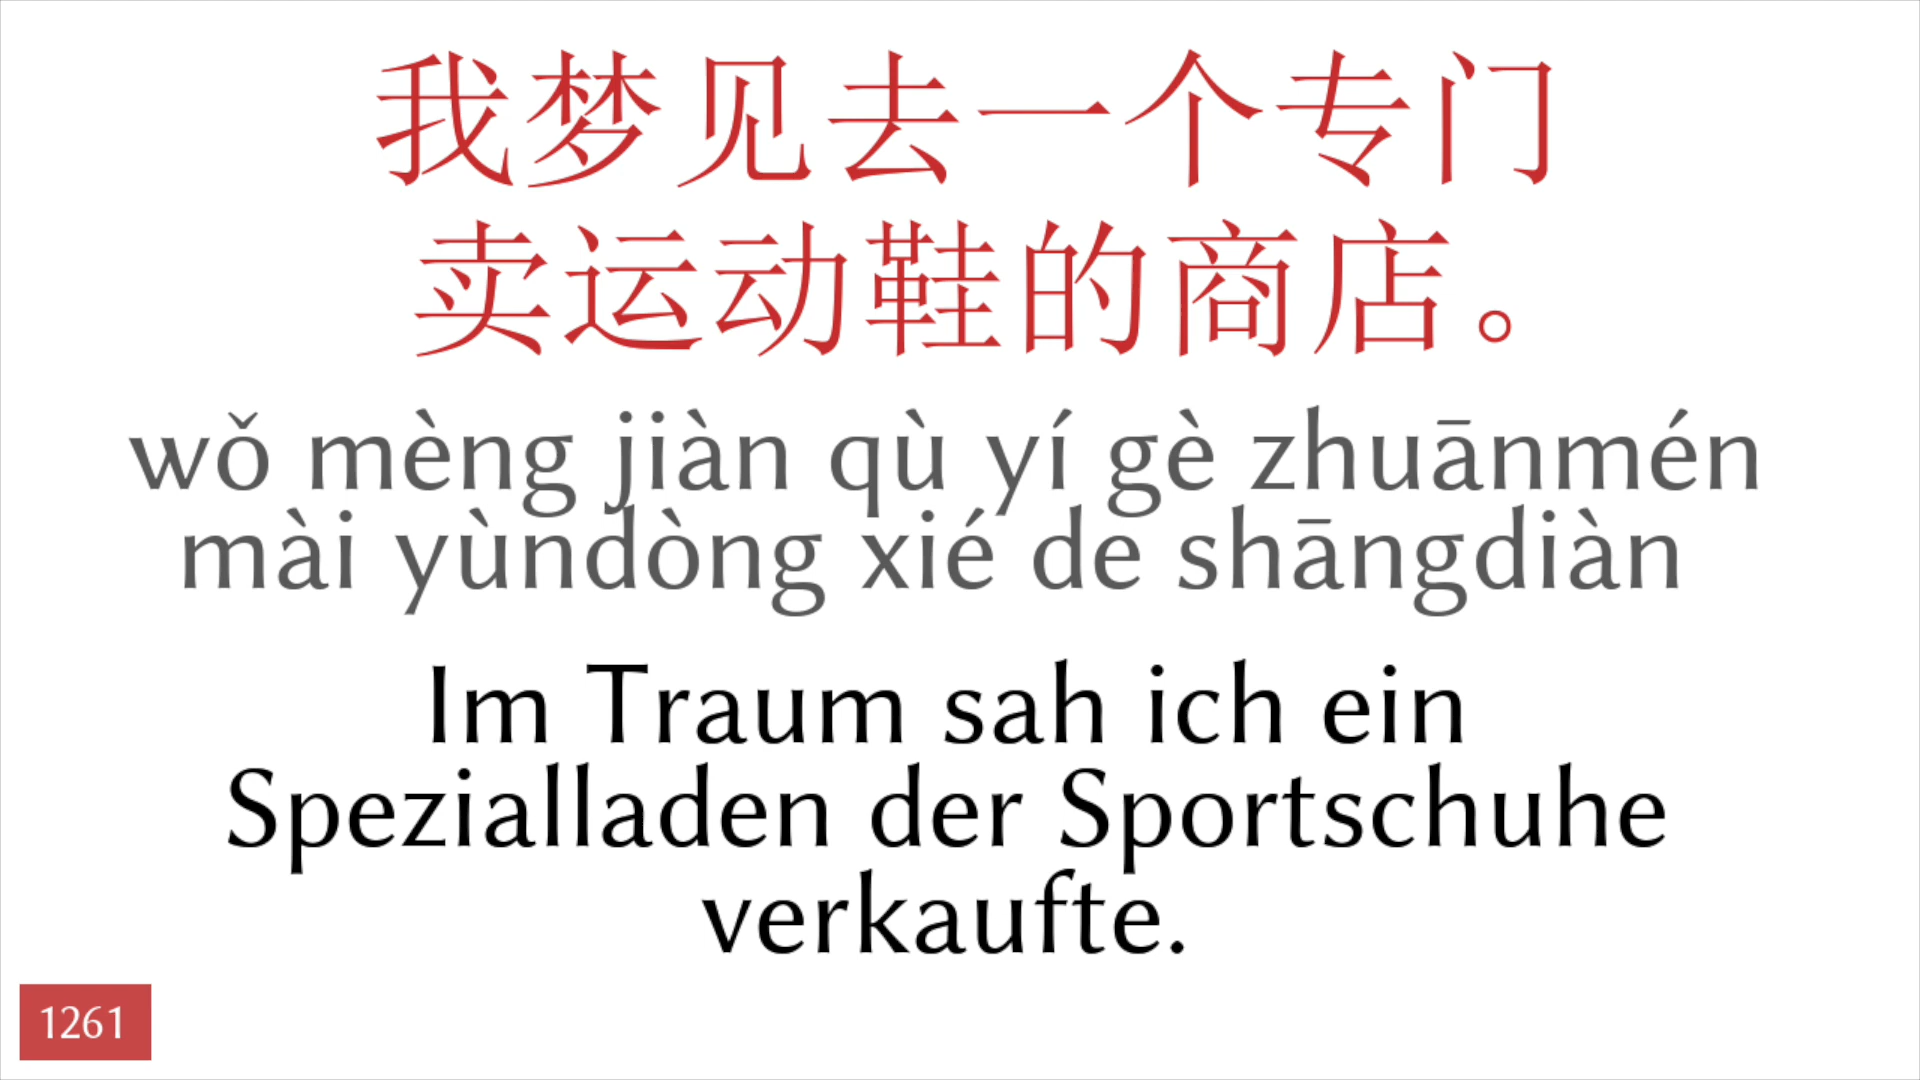 我梦见去一个专门
卖运动鞋的商店。
wǒ mèng jiàn qù yí gè zhuānmén
mài yùndòng xié de shāngdiàn
Im Traum sah ich ein
Spezialladen der Sportschuhe
verkaufte.
1261